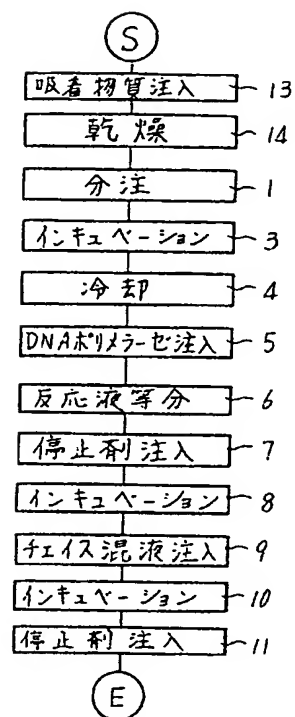 S
吸着物質注入 13
乾燥 14
分注 1
インキュベーション 3
冷却 4
DNAポリメラーゼ注入 5
反応液等分 6
停止剤注入 7
インキュベーション 8
チェイス混液注入 9
インキュベーション 10
停止剤注入 11
E